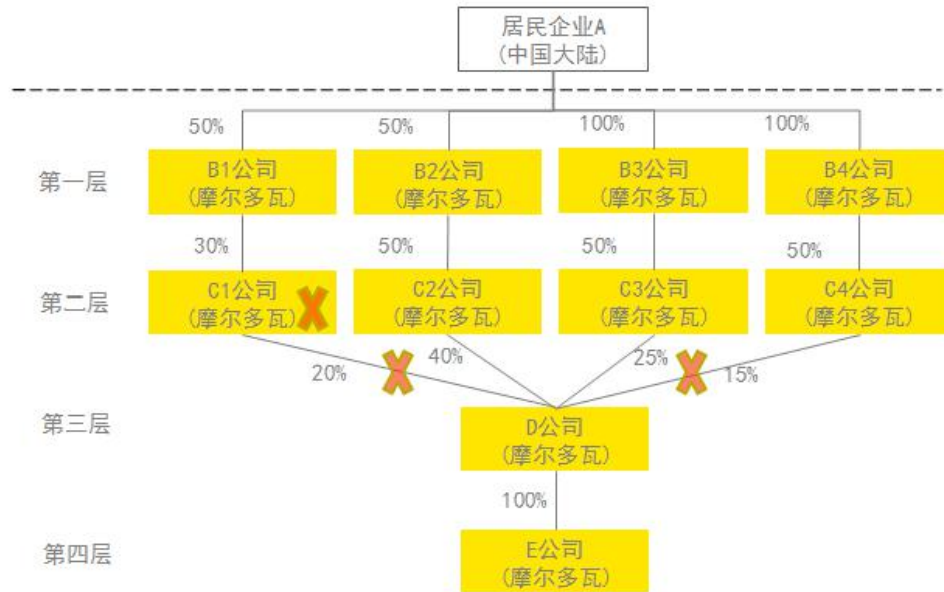 居民企业A
(中国大陆)
50%
50%
100%
100%
第一层
B1公司
(摩尔多瓦)
B2公司
(摩尔多瓦)
B3公司
(摩尔多瓦)
B4公司
(摩尔多瓦)
30%
50%
50%
50%
第二层
C1公司
(摩尔多瓦)
C2公司
(摩尔多瓦)
C3公司
(摩尔多瓦)
C4公司
(摩尔多瓦)
20%
40%
25%
15%
第三层
D公司
(摩尔多瓦)
100%
第四层
E公司
(摩尔多瓦)